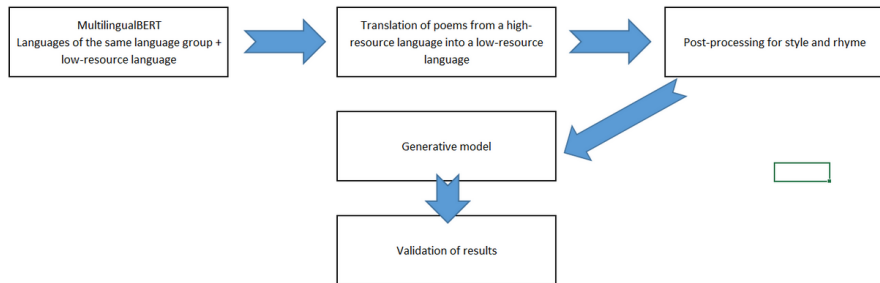 MultilingualBERT
Languages of the same language group +
low-resource language
Translation of poems from a high-
resource language into a low-resource
language
Post-processing for style and rhyme
Generative model
Validation of results